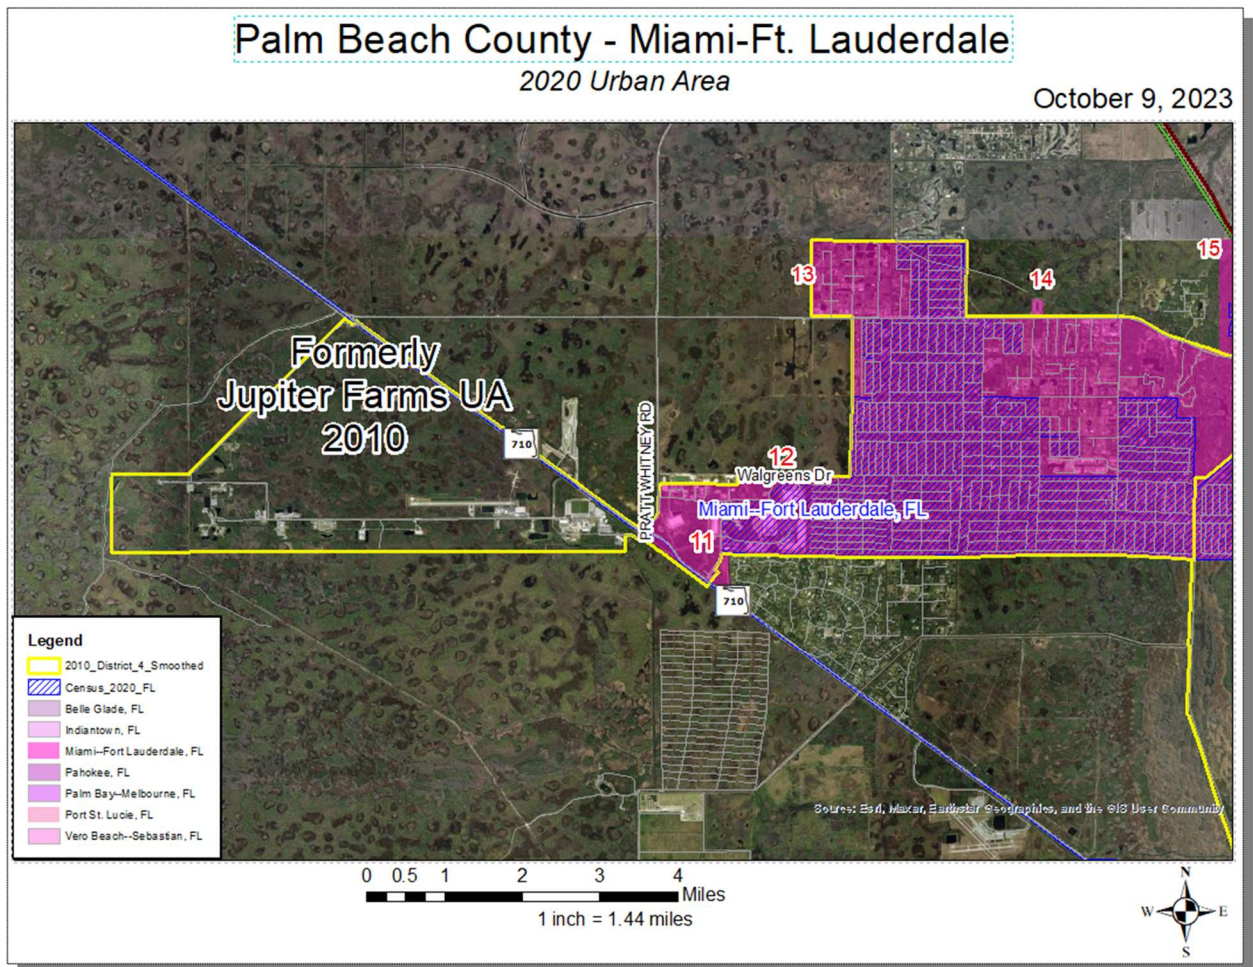 Palm Beach County - Miami-Ft. Lauderdale
2020 Urban Area
October 9, 2023
15
13
14
Formerly
Jupiter Farms UA
2010
710
PRATT WHITNEY RD
12
Walgreens Dr
Miami--Fort Lauderdale, FL
11
710
Legend
2010_District_4_Smoothed
Census_2020_FL
Belle Glade, FL
Indiantown, FL
Miami--Fort Lauderdale, FL
Pahokee, FL
Palm Bay--Melbourne, FL
Port St. Lucie, FL
Vero Beach--Sebastian, FL
Source: Esri, Maxar, Earthstar Geographics, and the GIS User Community
0 0.5 1 2 3 4
Miles
1 inch = 1.44 miles
N
W E
S